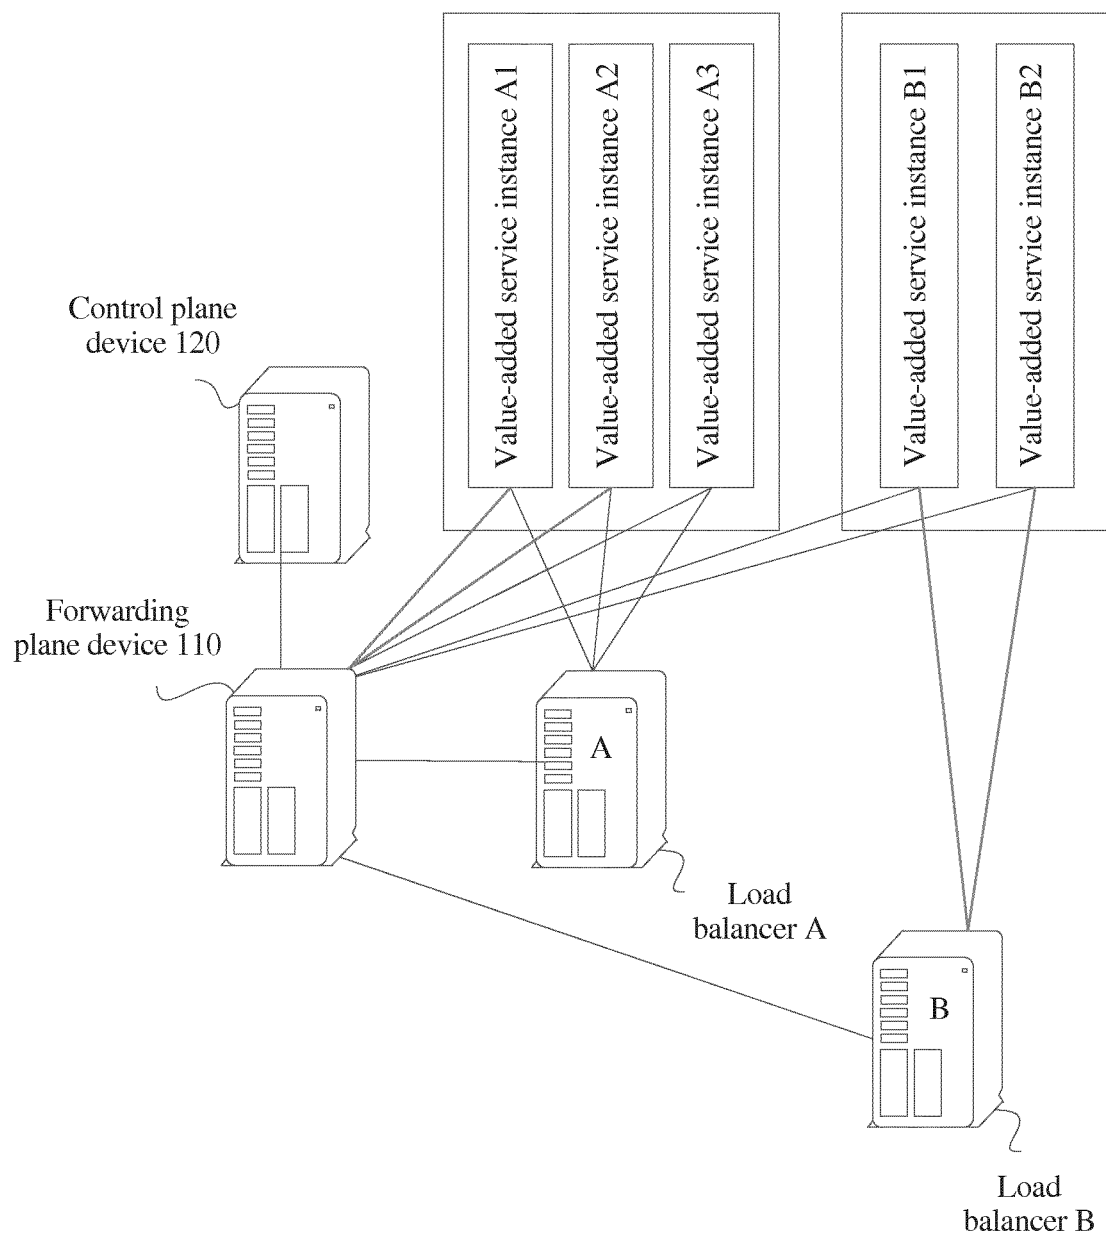 Value-added service instance A1
Value-added service instance A2
Value-added service instance A3
Value-added service instance B1
Value-added service instance B2
Control plane
device 120
Forwarding
plane device 110
A
Load
balancer A
B
Load
balancer B